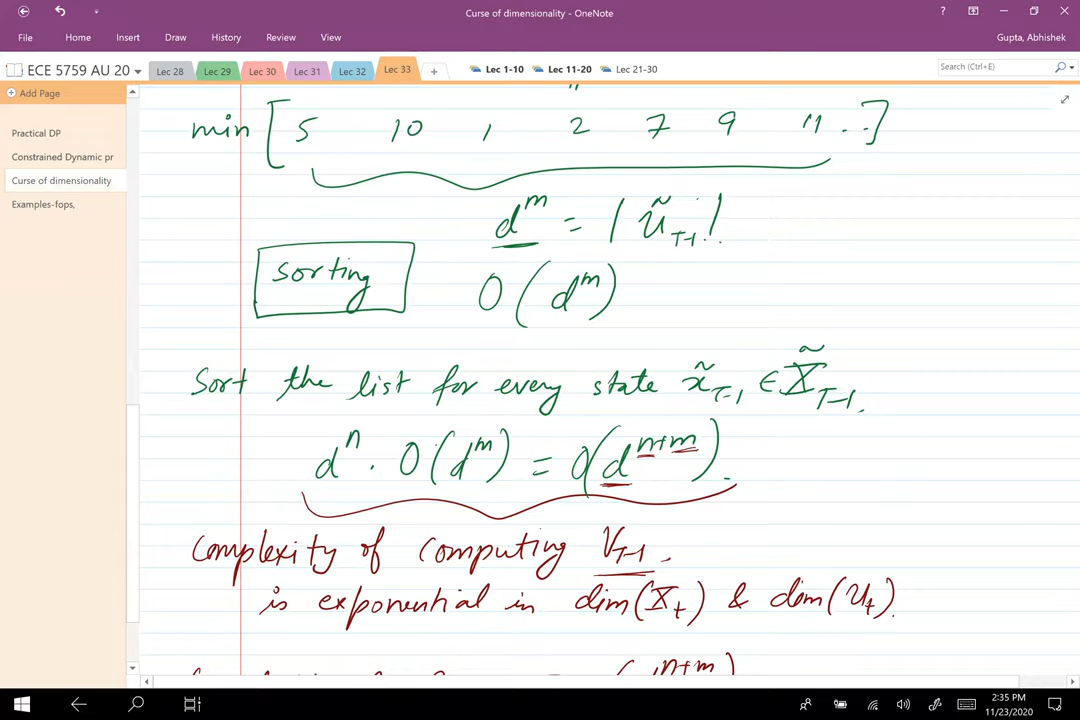 Curse of dimensionality - OneNote
?
File Home Insert Draw History Review View
Gupta, Abhishek
ECE 5759 AU 20 Lec 28 Lec 29 Lec 30 Lec 31 Lec 32 Lec 33 + Lec 1-10 Lec 11-20 Lec 21-30
Search (Ctrl+E)
Add Page
Practical DP
Constrained Dynamic pr
Curse of dimensionality
Examples-fops,
min [ 5 10 1 2 7 9 11 . . ]
d^m = | Ũ_{T-1} |
sorting
O(d^m)
Sort the list for every state x̃_{T-1} ∈ X̃_{T-1}.
d^n · O(d^m) = O(d^{n+m}).
Complexity of computing V_{T-1}
is exponential in dim(X_t) & dim(U_t).
2:35 PM
11/23/2020